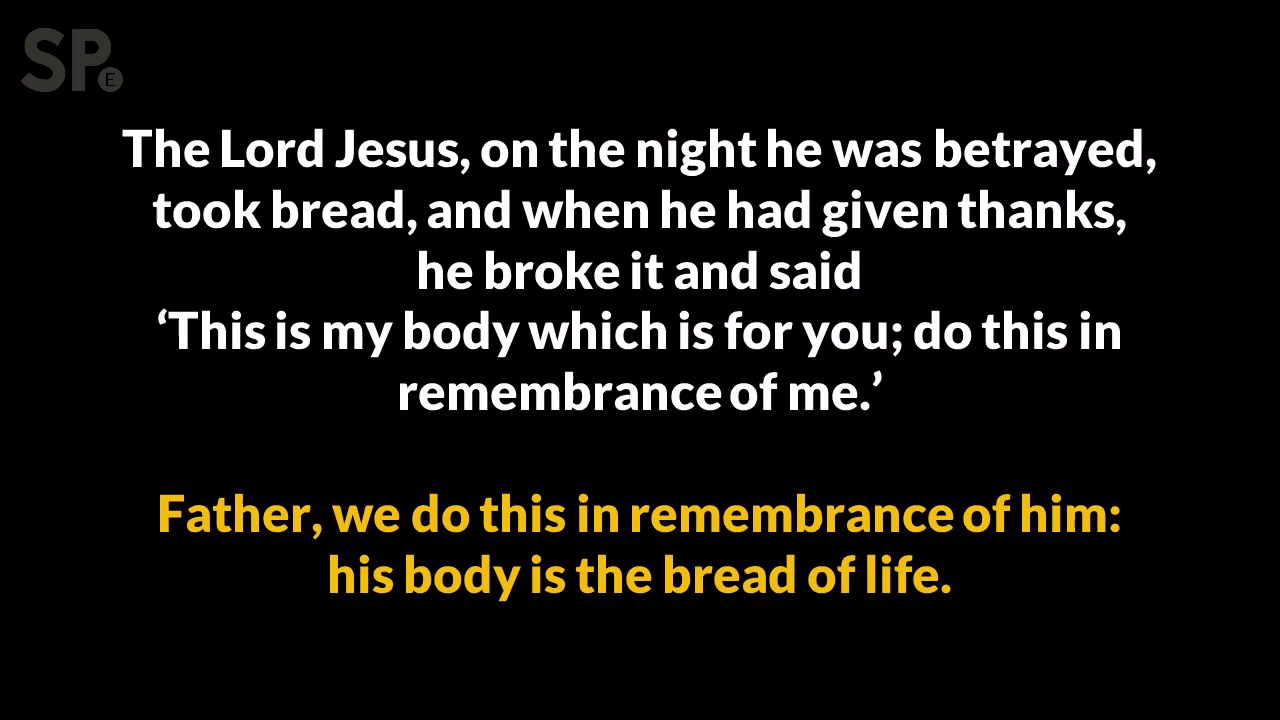 SP
E
The Lord Jesus, on the night he was betrayed,
took bread, and when he had given thanks,
he broke it and said
‘This is my body which is for you; do this in
remembrance of me.’
Father, we do this in remembrance of him:
his body is the bread of life.